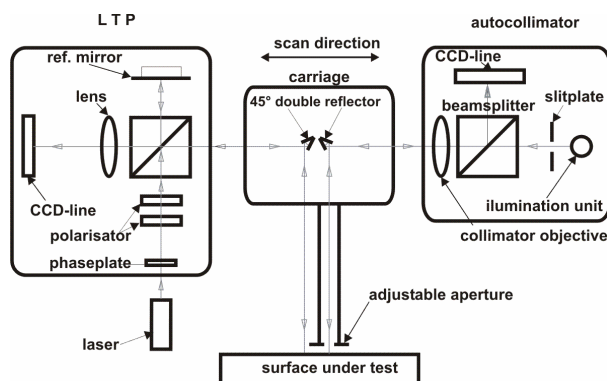 L T P
autocollimator
scan direction
ref. mirror
CCD-line
carriage
lens
45° double reflector
beamsplitter
slitplate
CCD-line
ilumination unit
polarisator
collimator objective
phaseplate
adjustable aperture
laser
surface under test